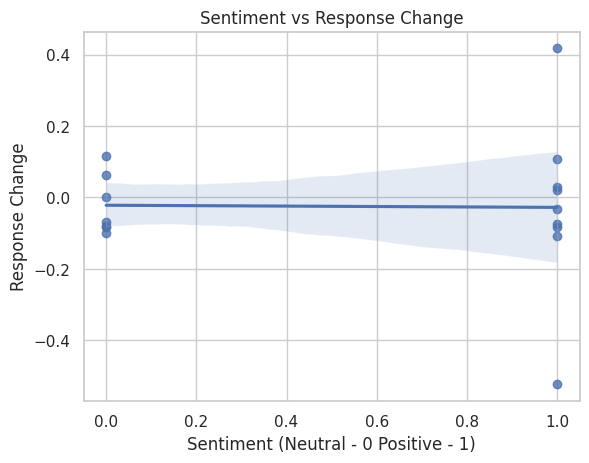 Sentiment vs Response Change
0.4
0.2
0.0
−0.2
−0.4
Response Change
0.0 0.2 0.4 0.6 0.8 1.0
Sentiment (Neutral - 0 Positive - 1)